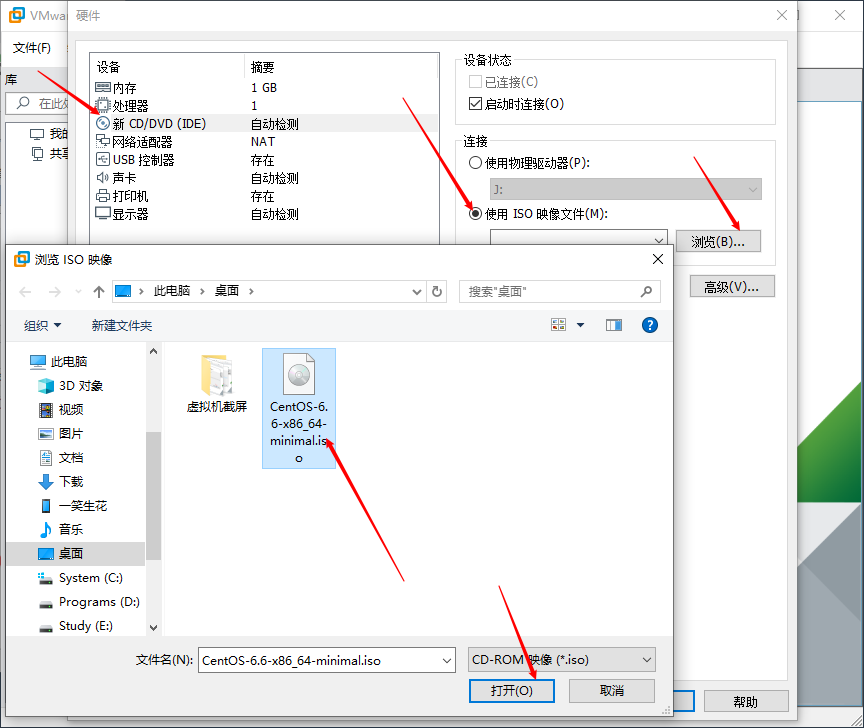 VMwa
硬件
文件(F)
库
在此处
我的
共享
设备
摘要
内存
1 GB
处理器
1
新 CD/DVD (IDE)
自动检测
网络适配器
NAT
USB 控制器
存在
声卡
自动检测
打印机
存在
显示器
自动检测
设备状态
已连接(C)
启动时连接(O)
连接
使用物理驱动器(P):
J:
使用 ISO 映像文件(M):
浏览(B)...
高级(V)...
浏览 ISO 映像
此电脑
桌面
搜索"桌面"
组织
新建文件夹
此电脑
3D 对象
视频
图片
文档
下载
一笑生花
音乐
桌面
System (C:)
Programs (D:)
Study (E:)
虚拟机截屏
CentOS-6.
6-x86_64-
minimal.is
o
文件名(N):
CentOS-6.6-x86_64-minimal.iso
CD-ROM 映像 (*.iso)
打开(O)
取消
帮助